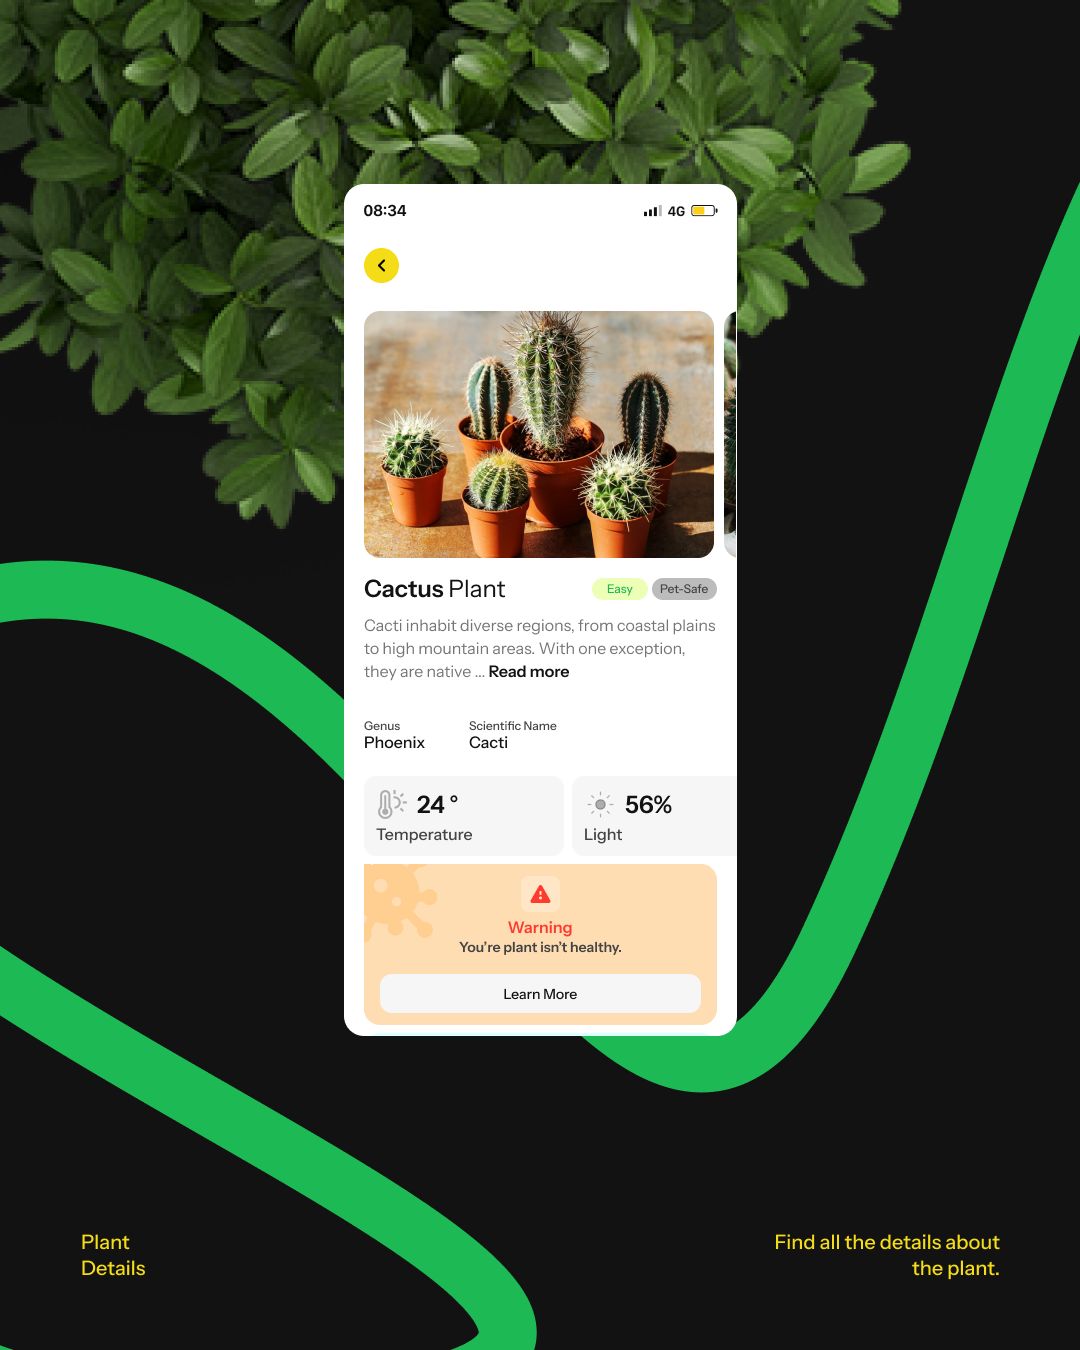 08:34
4G
Cactus Plant
Easy
Pet-Safe
Cacti inhabit diverse regions, from coastal plains
to high mountain areas. With one exception,
they are native ... Read more
Genus
Scientific Name
Phoenix
Cacti
24 °
56%
Temperature
Light
Warning
You're plant isn't healthy.
Learn More
Plant
Details
Find all the details about
the plant.